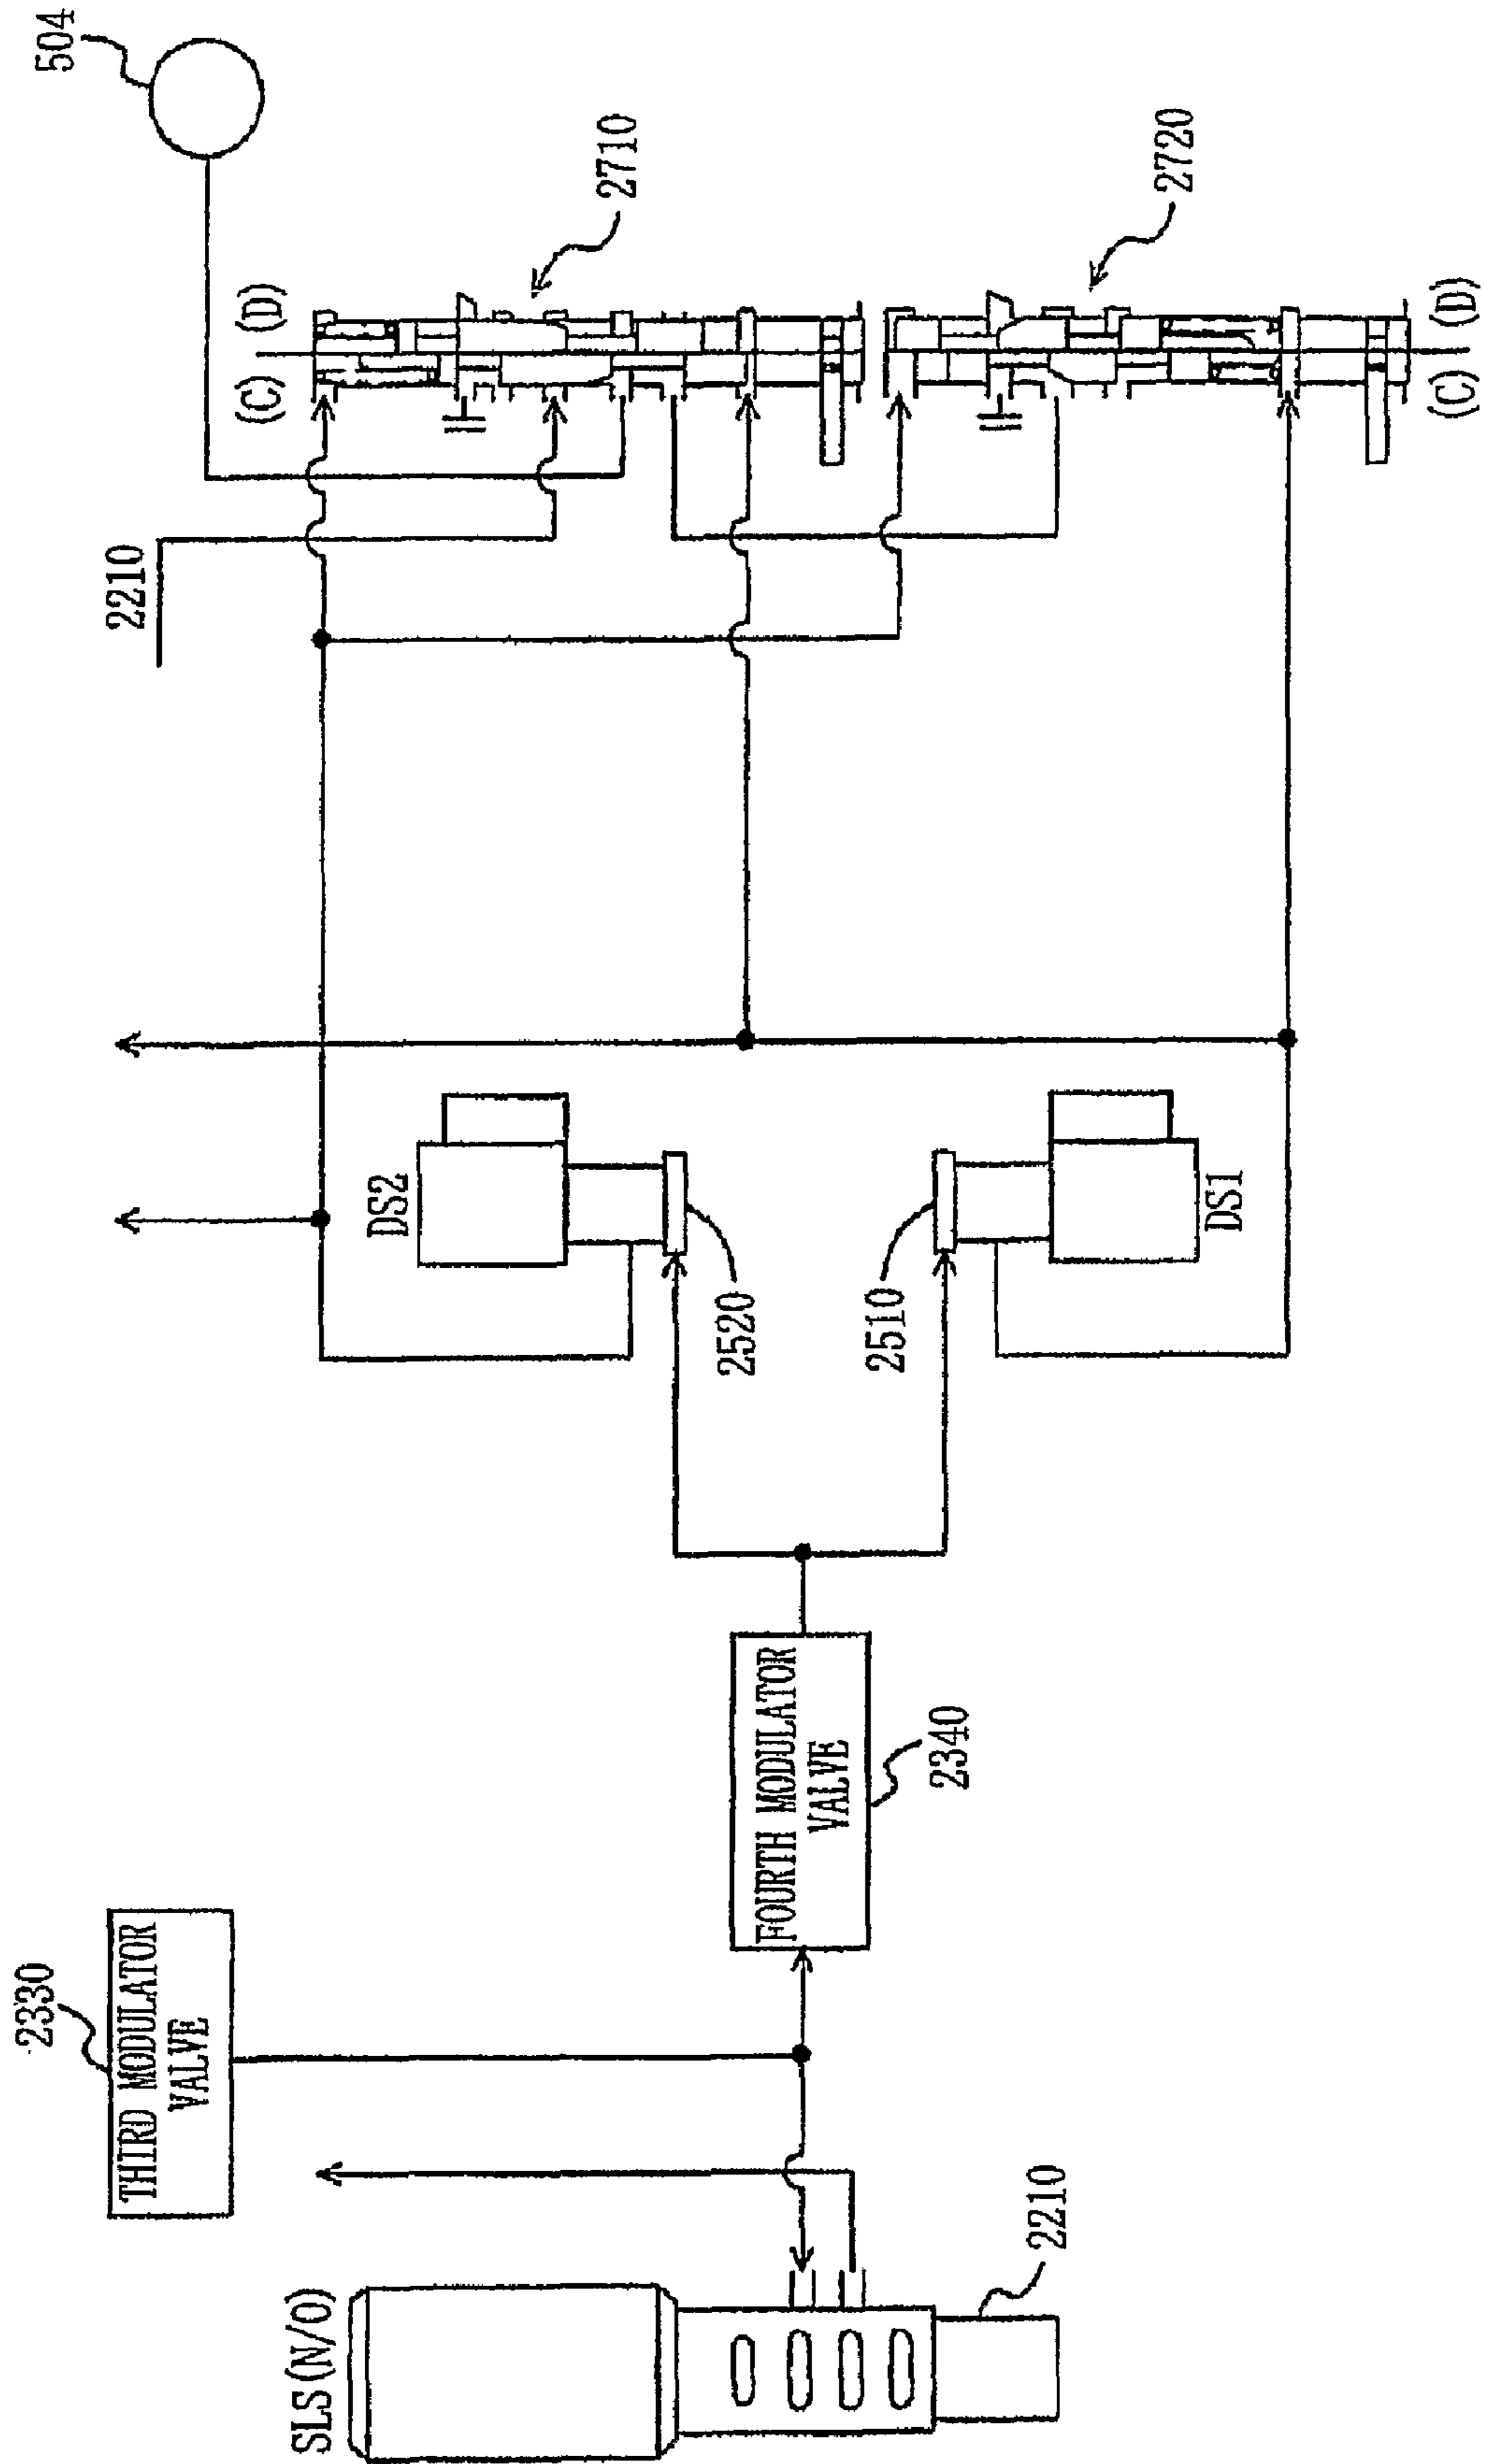 SLS(N/O)
2210
2330
THIRD MODULATOR
VALVE
FOURTH MODULATOR
VALVE
2340
DS2
2520
2510
DS1
2210
504
(C)
(D)
2710
2720
(C)
(D)